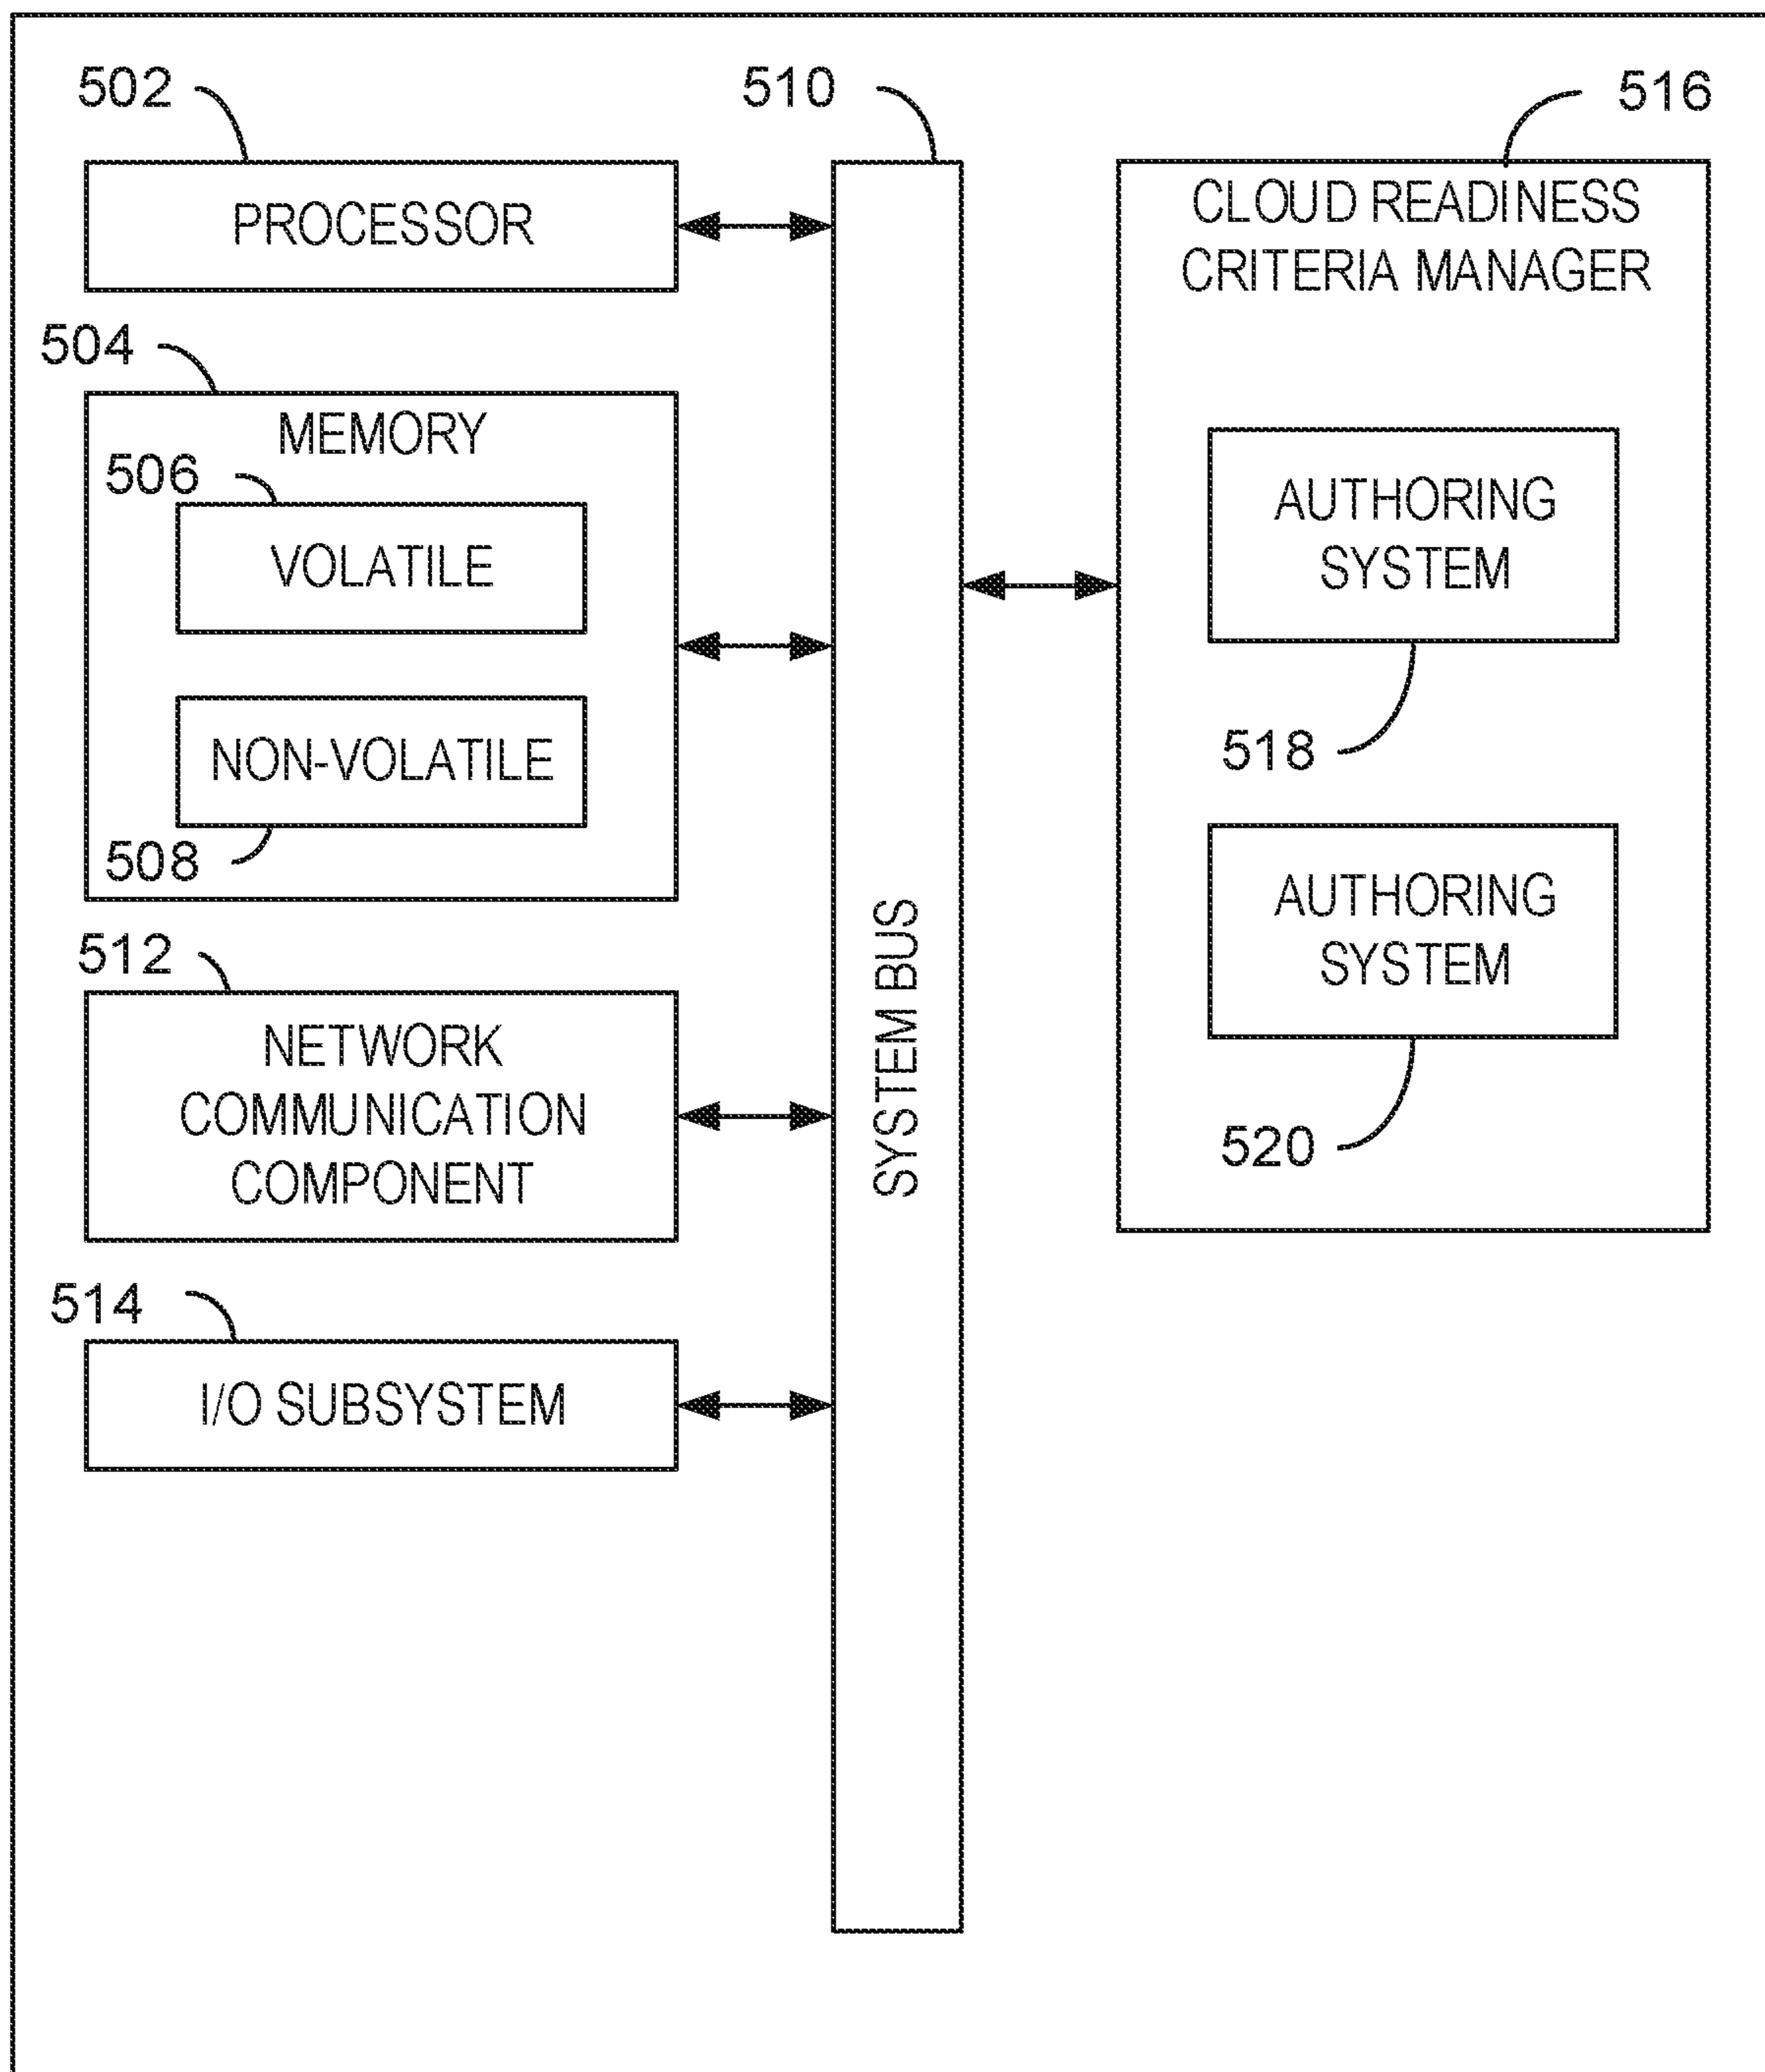 502
PROCESSOR
504
MEMORY
506
VOLATILE
NON-VOLATILE
508
512
NETWORK
COMMUNICATION
COMPONENT
514
I/O SUBSYSTEM
510
SYSTEM BUS
516
CLOUD READINESS
CRITERIA MANAGER
AUTHORING
SYSTEM
518
AUTHORING
SYSTEM
520